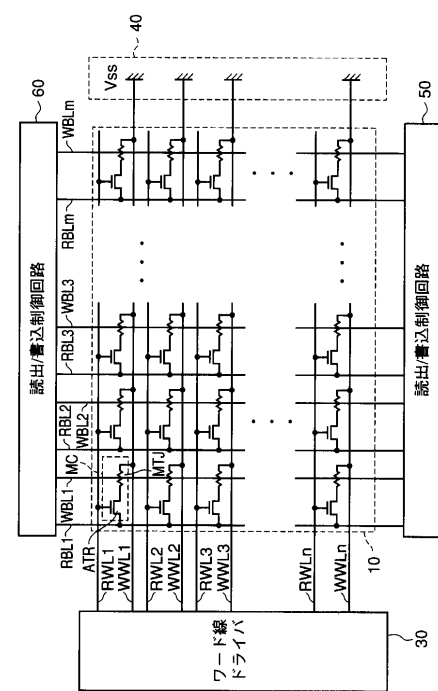 60
読出/書込制御回路
40
Vss
RBL1
WBL1
MC
RBL2
WBL2
RBL3
WBL3
RBLm
WBLm
ATR
MTJ
RWL1
WWL1
RWL2
WWL2
RWL3
WWL3
RWLn
WWLn
10
ワード線
ドライバ
30
読出/書込制御回路
50